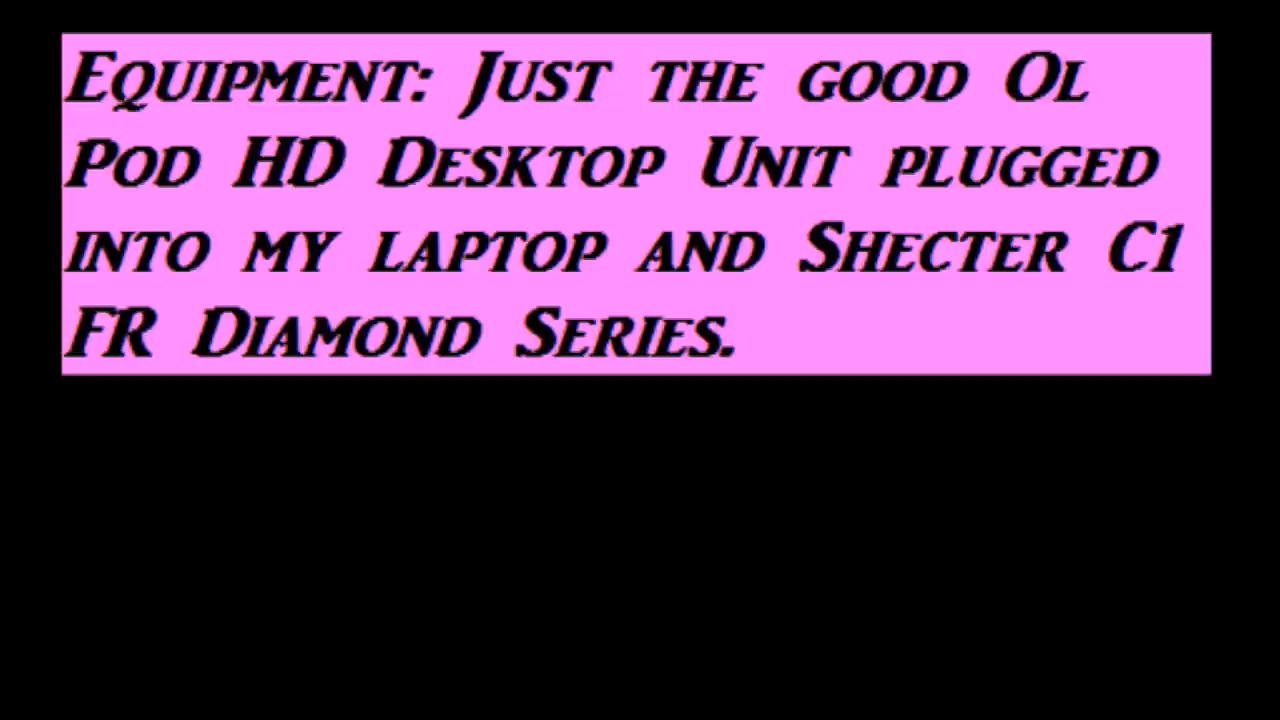 Equipment: Just the good Ol
Pod HD Desktop Unit plugged
into my laptop and Shecter C1
FR Diamond Series.